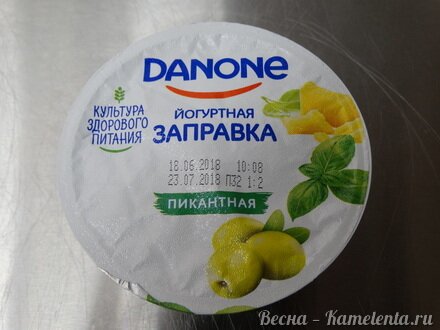 DANONE
КУЛЬТУРА
ЗДОРОВОГО
ПИТАНИЯ
ЙОГУРТНАЯ
ЗАПРАВКА
18.06.2018 10:08
23.07.2018 П32 1:2
ПИКАНТНАЯ
Весна - Kamelenta.ru